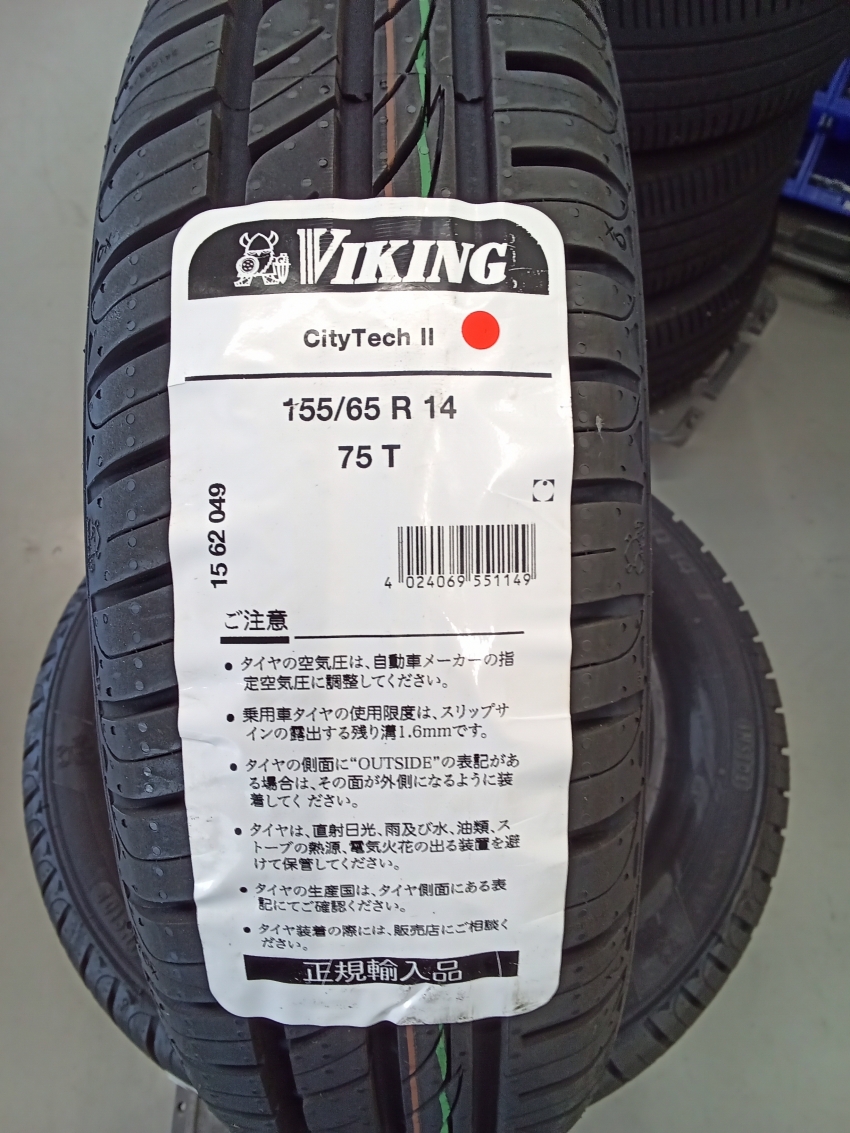 VIKING
CityTech II
155/65 R 14
75 T
15 62 049
4 024069 551149
ご注意
● タイヤの空気圧は、自動車メーカーの指
定空気圧に調整してください。
● 乗用車タイヤの使用限度は、スリップサ
インの露出する残り溝1.6mmです。
● タイヤの側面に“OUTSIDE”の表記があ
る場合は、その面が外側になるように装
着してください。
● タイヤは、直射日光、雨及び水、油類、ス
トーブの熱源、電気火花の出る装置を避
けて保管してください。
● タイヤの生産国は、タイヤ側面にある表
記にてご確認ください。
● タイヤ装着の際には、販売店にご相談く
ださい。
正規輸入品